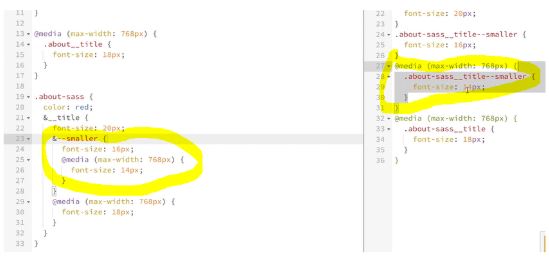 11 }
12
13 @media (max-width: 768px) {
14 .about__title {
15 font-size: 18px;
16 }
17 }
18
19 .about-sass {
20 color: red;
21 &__title {
22 font-size: 20px;
23 &--smaller {
24 font-size: 16px;
25 @media (max-width: 768px) {
26 font-size: 14px;
27 }
28 }
29 @media (max-width: 768px) {
30 font-size: 18px;
31 }
32 }
33 }
22 font-size: 20px;
23 }
24 .about-sass__title--smaller {
25 font-size: 16px;
26 }
27 @media (max-width: 768px) {
28 .about-sass__title--smaller {
29 font-size: 14px;
30 }
31 }
32 @media (max-width: 768px) {
33 .about-sass__title {
34 font-size: 18px;
35 }
36 }